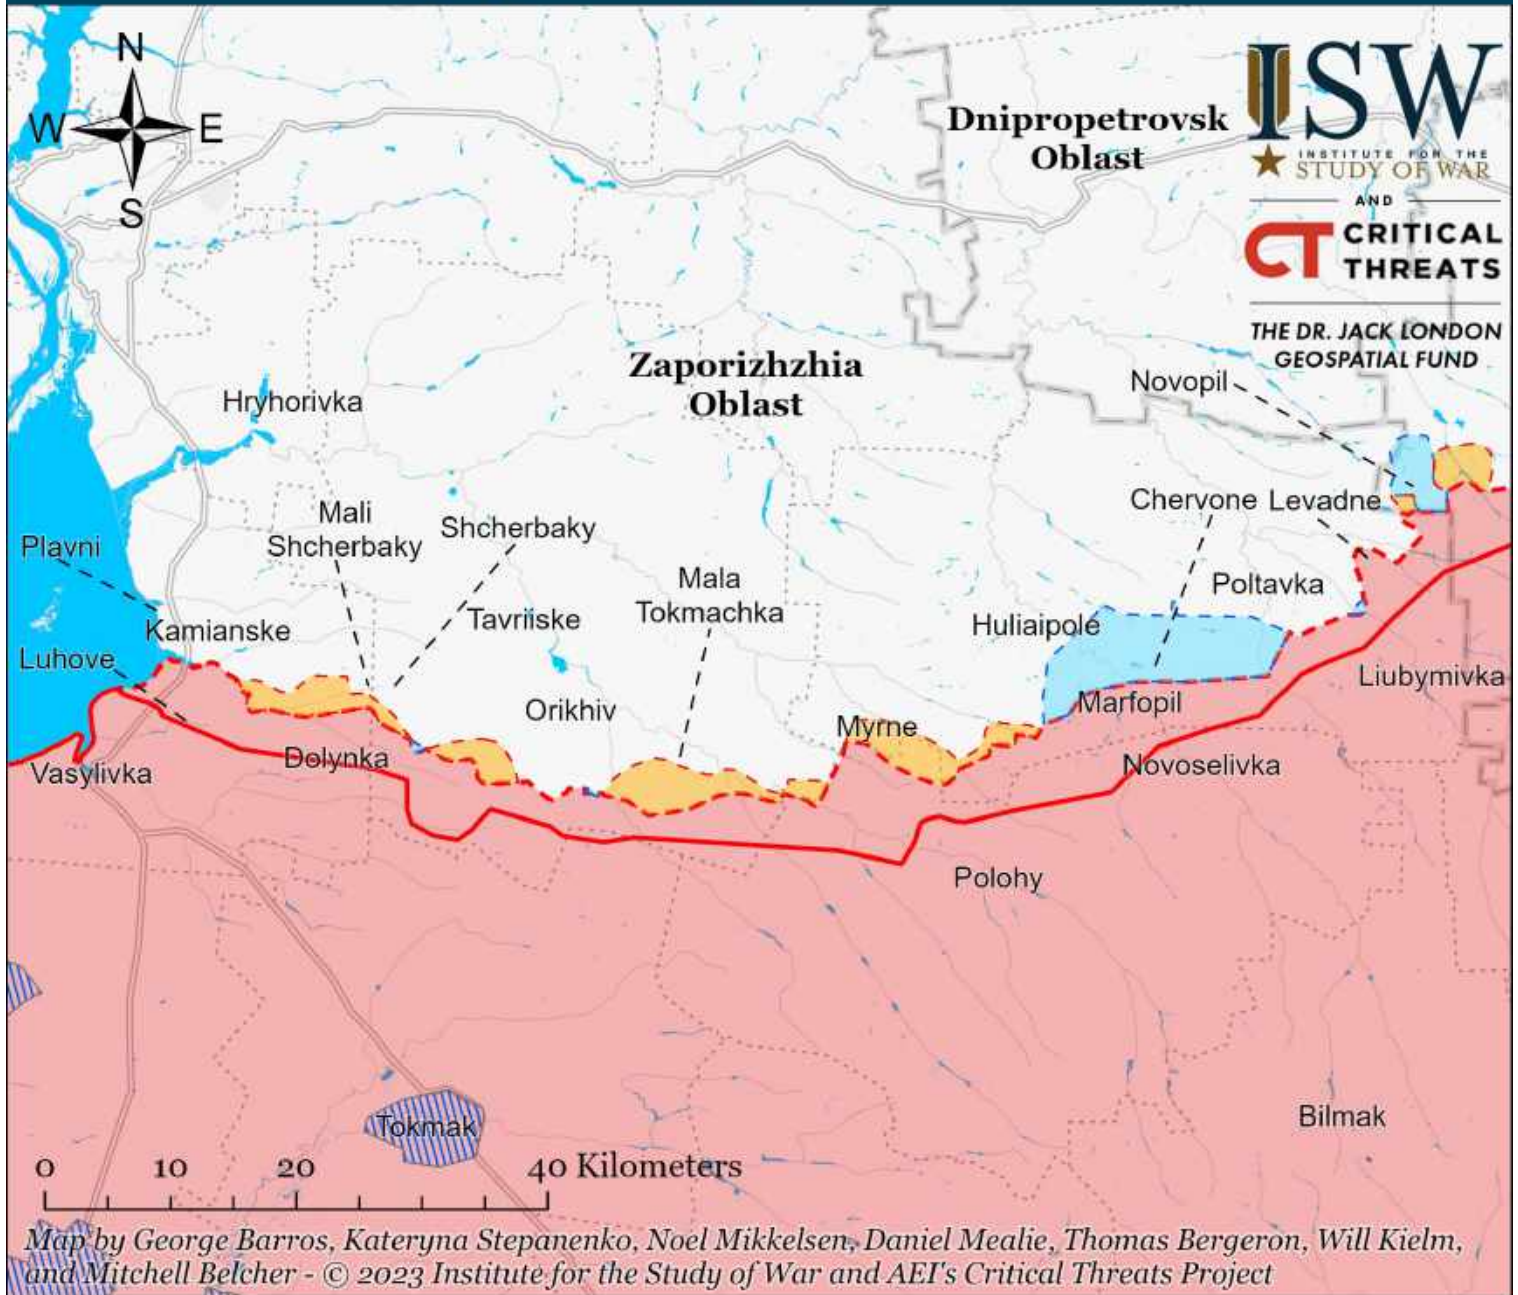 N
W
E
S
Dnipropetrovsk
Oblast
ISW
INSTITUTE FOR THE
STUDY OF WAR
AND
CT CRITICAL
THREATS
THE DR. JACK LONDON
GEOSPATIAL FUND
Zaporizhzhia
Oblast
Novopil
Hryhorivka
Chervone
Levadne
Mali
Shcherbaky
Shcherbaky
Plavni
Mala
Tokmachka
Poltavka
Tavriiske
Huliaipole
Kamianske
Luhove
Liubymivka
Orikhiv
Marfopil
Myrne
Dolynka
Vasylivka
Novoselivka
Polohy
Bilmak
Tokmak
0 10 20 40 Kilometers
Map by George Barros, Kateryna Stepanenko, Noel Mikkelsen, Daniel Mealie, Thomas Bergeron, Will Kielm,
and Mitchell Belcher - © 2023 Institute for the Study of War and AEI's Critical Threats Project